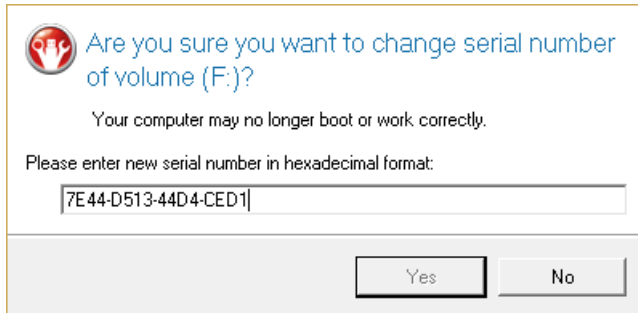 Are you sure you want to change serial number
of volume (F:)?
Your computer may no longer boot or work correctly.
Please enter new serial number in hexadecimal format:
7E44-D513-44D4-CED1
Yes
No